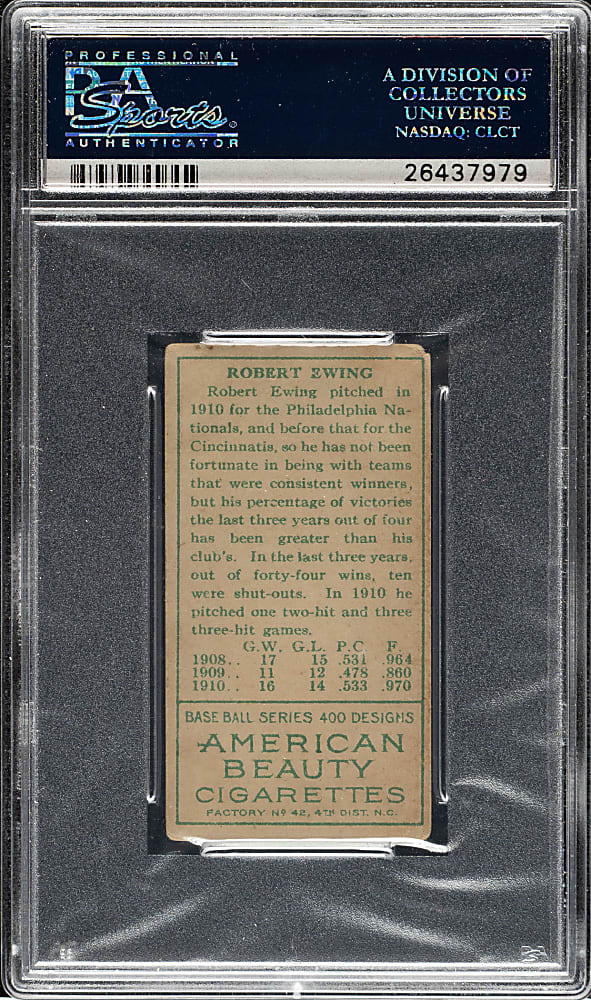 PROFESSIONAL
PSA
Sports®
AUTHENTICATOR
A DIVISION OF
COLLECTORS
UNIVERSE
NASDAQ: CLCT
26437979
ROBERT EWING
Robert Ewing pitched in
1910 for the Philadelphia Na-
tionals, and before that for the
Cincinnatis, so he has not been
fortunate in being with teams
that were consistent winners,
but his percentage of victories
the last three years out of four
has been greater than his
club's. In the last three years,
out of forty-four wins, ten
were shut-outs. In 1910 he
pitched one two-hit and three
three-hit games.
G.W. G.L. P.C. F.
1908.. 17 15 .531 .964
1909.. 11 12 .478 .860
1910.. 16 14 .533 .970
BASE BALL SERIES 400 DESIGNS
AMERICAN
BEAUTY
CIGARETTES
FACTORY Nº 42, 4TH DIST. N.C.